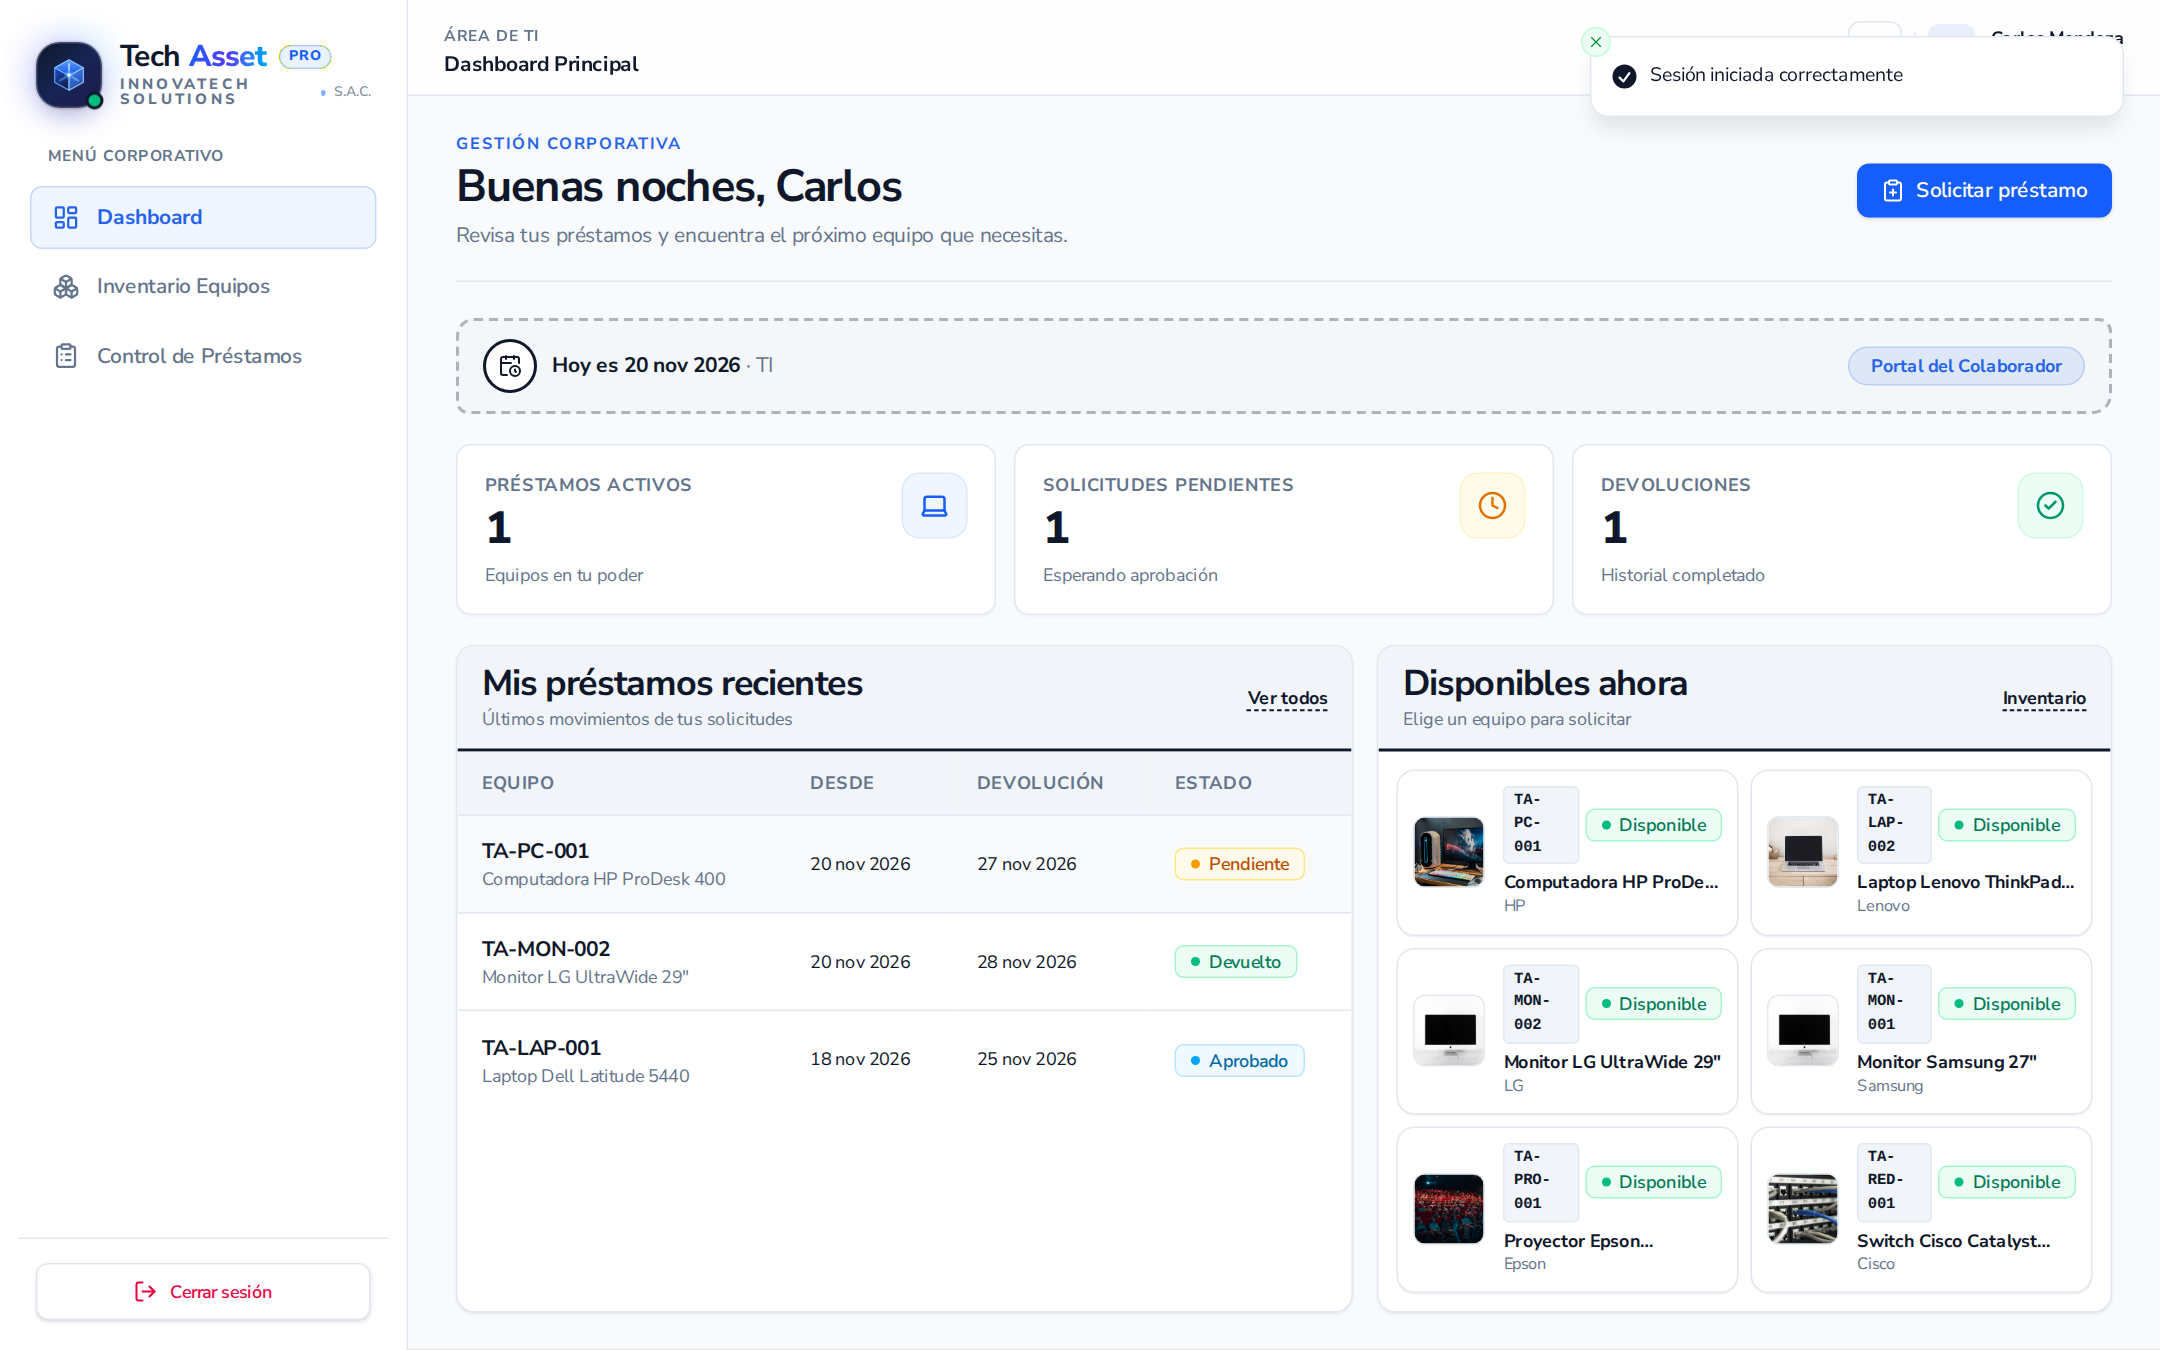 Tech Asset PRO
INNOVATECH
SOLUTIONS
S.A.C.
MENÚ CORPORATIVO
Dashboard
Inventario Equipos
Control de Préstamos
Cerrar sesión
ÁREA DE TI
Dashboard Principal
Sesión iniciada correctamente
GESTIÓN CORPORATIVA
Buenas noches, Carlos
Revisa tus préstamos y encuentra el próximo equipo que necesitas.
Solicitar préstamo
Hoy es 20 nov 2026 · TI
Portal del Colaborador
PRÉSTAMOS ACTIVOS
1
Equipos en tu poder
SOLICITUDES PENDIENTES
1
Esperando aprobación
DEVOLUCIONES
1
Historial completado
Mis préstamos recientes
Últimos movimientos de tus solicitudes
Ver todos
EQUIPO DESDE DEVOLUCIÓN ESTADO
TA-PC-001
Computadora HP ProDesk 400
20 nov 2026 27 nov 2026 Pendiente
TA-MON-002
Monitor LG UltraWide 29"
20 nov 2026 28 nov 2026 Devuelto
TA-LAP-001
Laptop Dell Latitude 5440
18 nov 2026 25 nov 2026 Aprobado
Disponibles ahora
Elige un equipo para solicitar
Inventario
TA-
PC-
001
Disponible
Computadora HP ProDe...
HP
TA-
LAP-
002
Disponible
Laptop Lenovo ThinkPad...
Lenovo
TA-
MON-
002
Disponible
Monitor LG UltraWide 29"
LG
TA-
MON-
001
Disponible
Monitor Samsung 27"
Samsung
TA-
PRO-
001
Disponible
Proyector Epson...
Epson
TA-
RED-
001
Disponible
Switch Cisco Catalyst...
Cisco